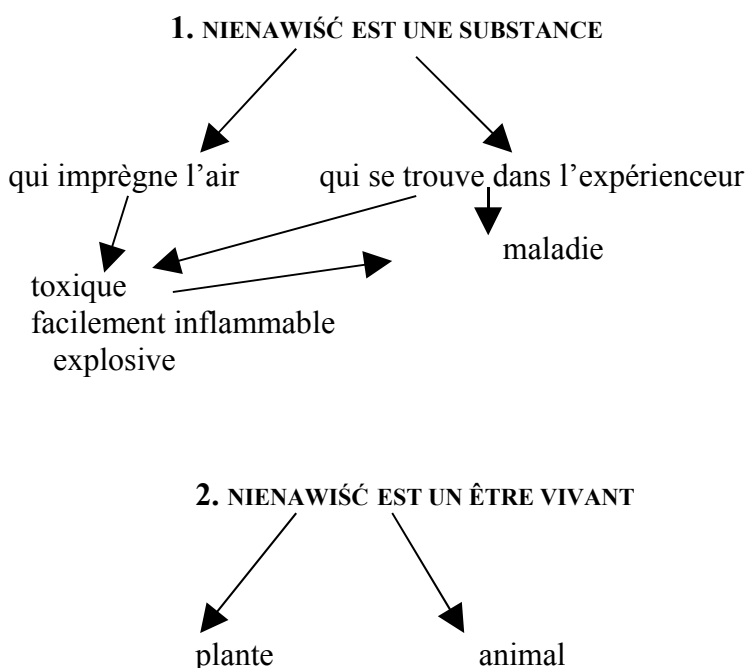 1. NIENAWIŚĆ EST UNE SUBSTANCE
qui imprègne l’air qui se trouve dans l’expérienceur
maladie
toxique
facilement inflammable
explosive
2. NIENAWIŚĆ EST UN ÊTRE VIVANT
plante animal